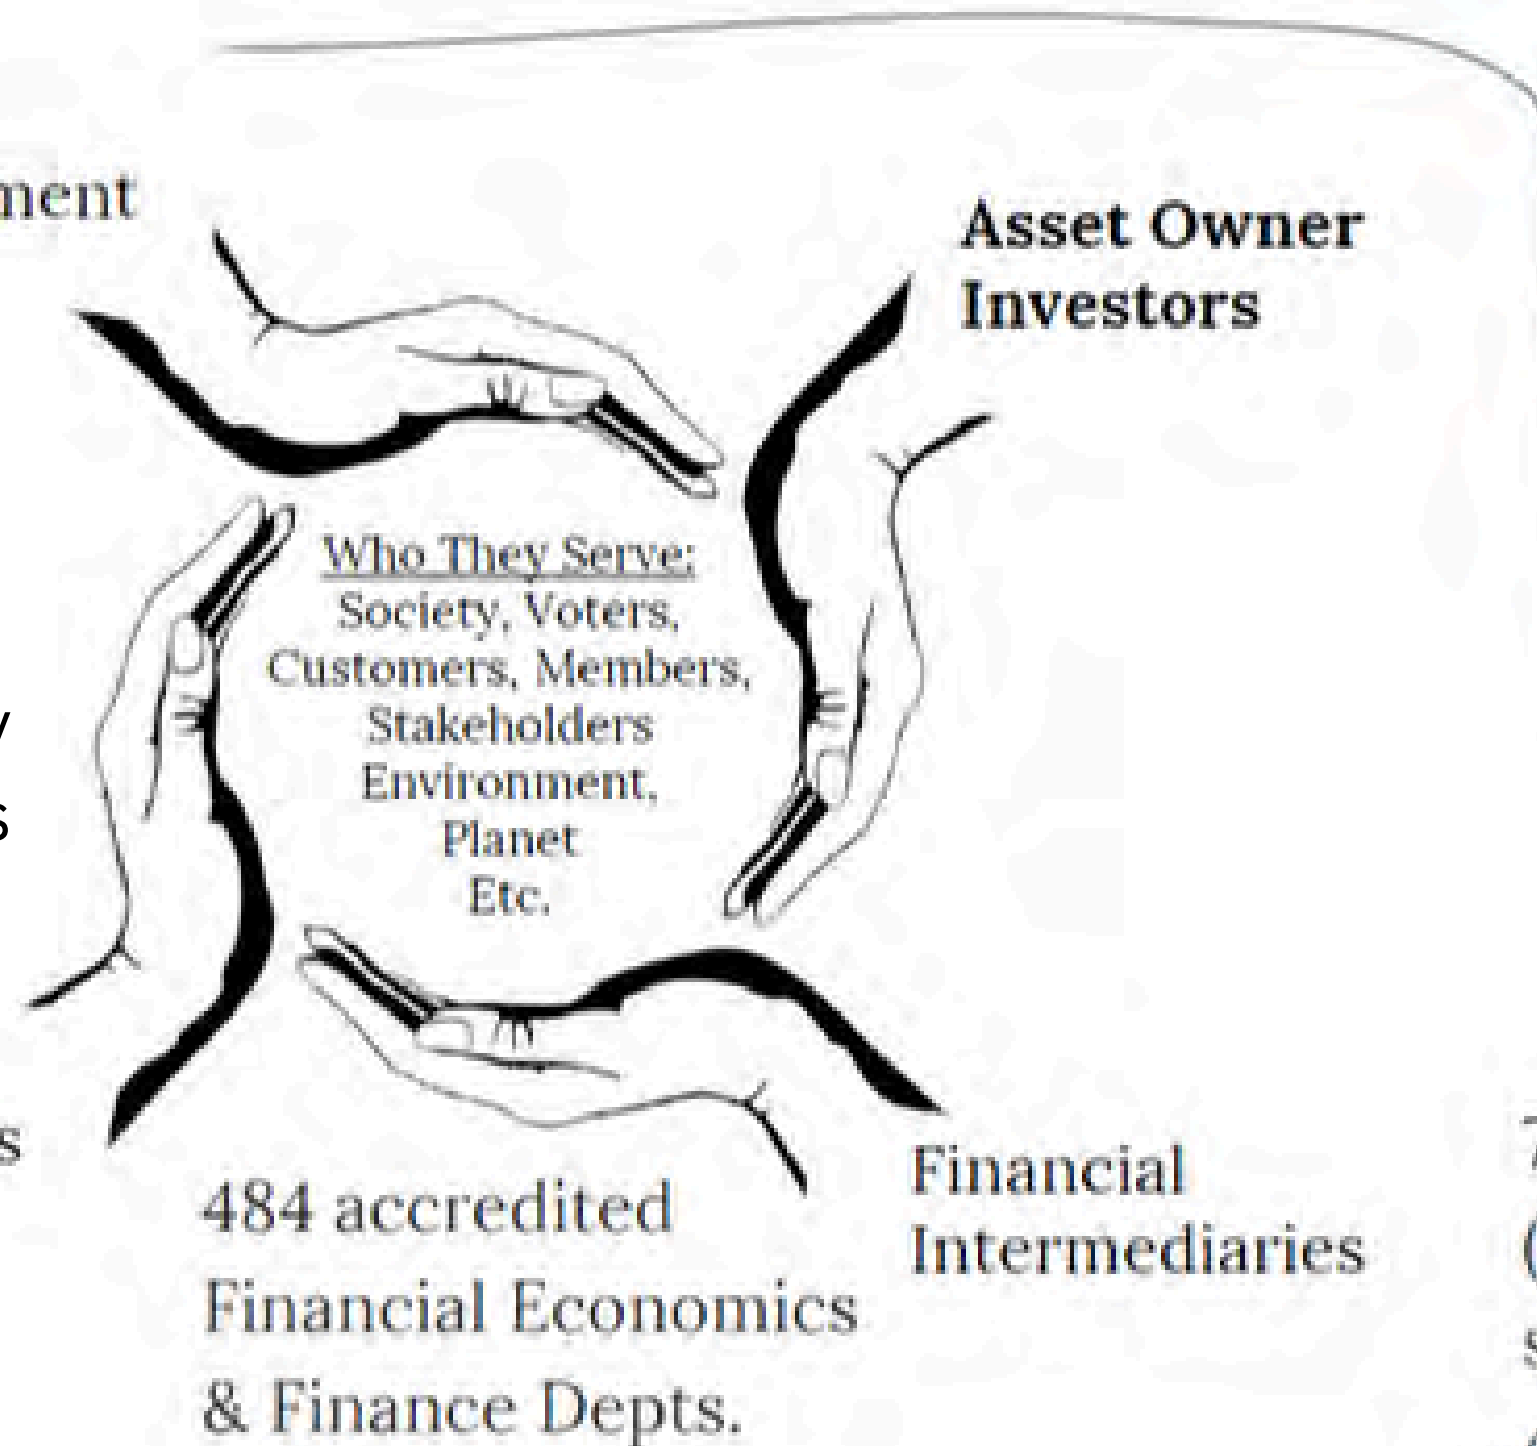 Asset Owner
Investors
Who They Serve:
Society, Voters,
Customers, Members,
Stakeholders
Environment,
Planet
Etc.
Financial
Intermediaries
484 accredited
Financial Economics
& Finance Depts.